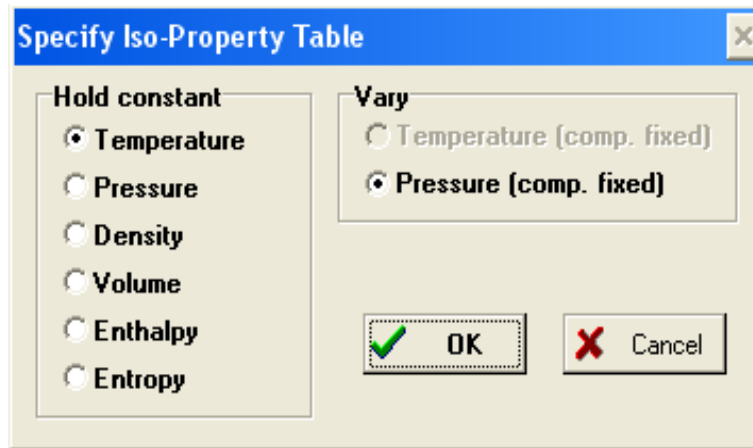 Specify Iso-Property Table
Hold constant
Temperature
Pressure
Density
Volume
Enthalpy
Entropy
Vary
Temperature (comp. fixed)
Pressure (comp. fixed)
OK
Cancel